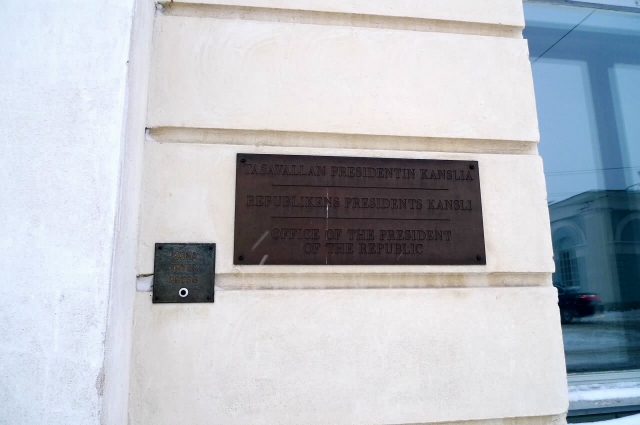 TASAVALLAN PRESIDENTIN KANSLIA
REPUBLIKENS PRESIDENTS KANSLI
OFFICE OF THE PRESIDENT
OF THE REPUBLIC